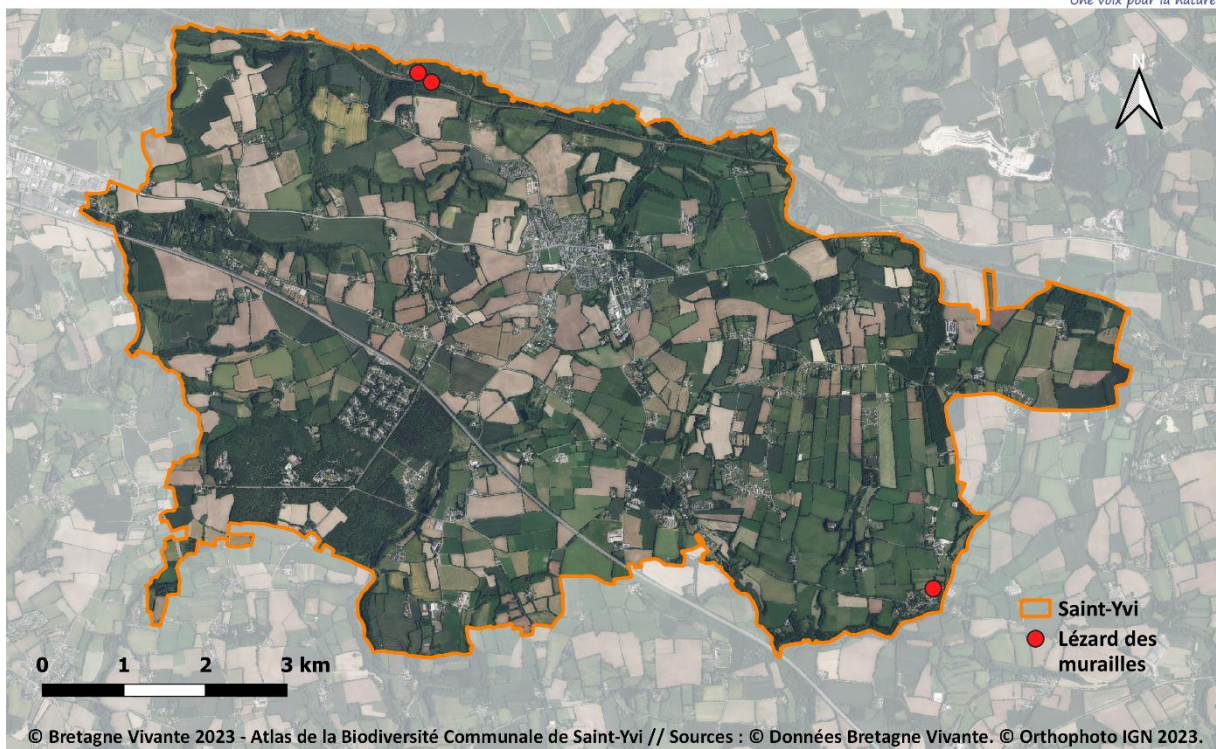 Une voix pour la nature
N
Saint-Yvi
Lézard des
murailles
0 1 2 3 km
© Bretagne Vivante 2023 - Atlas de la Biodiversité Communale de Saint-Yvi // Sources : © Données Bretagne Vivante. © Orthophoto IGN 2023.